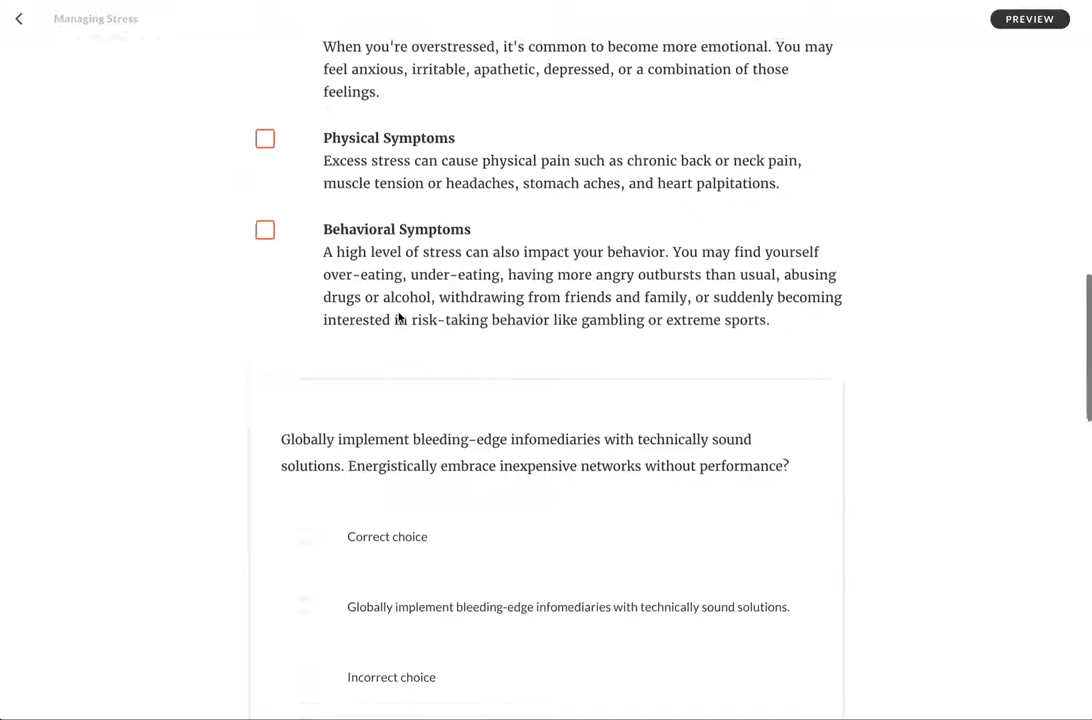 Managing Stress
PREVIEW
When you're overstressed, it's common to become more emotional. You may
feel anxious, irritable, apathetic, depressed, or a combination of those
feelings.
Physical Symptoms
Excess stress can cause physical pain such as chronic back or neck pain,
muscle tension or headaches, stomach aches, and heart palpitations.
Behavioral Symptoms
A high level of stress can also impact your behavior. You may find yourself
over-eating, under-eating, having more angry outbursts than usual, abusing
drugs or alcohol, withdrawing from friends and family, or suddenly becoming
interested in risk-taking behavior like gambling or extreme sports.
Globally implement bleeding-edge infomediaries with technically sound
solutions. Energistically embrace inexpensive networks without performance?
Correct choice
Globally implement bleeding-edge infomediaries with technically sound solutions.
Incorrect choice